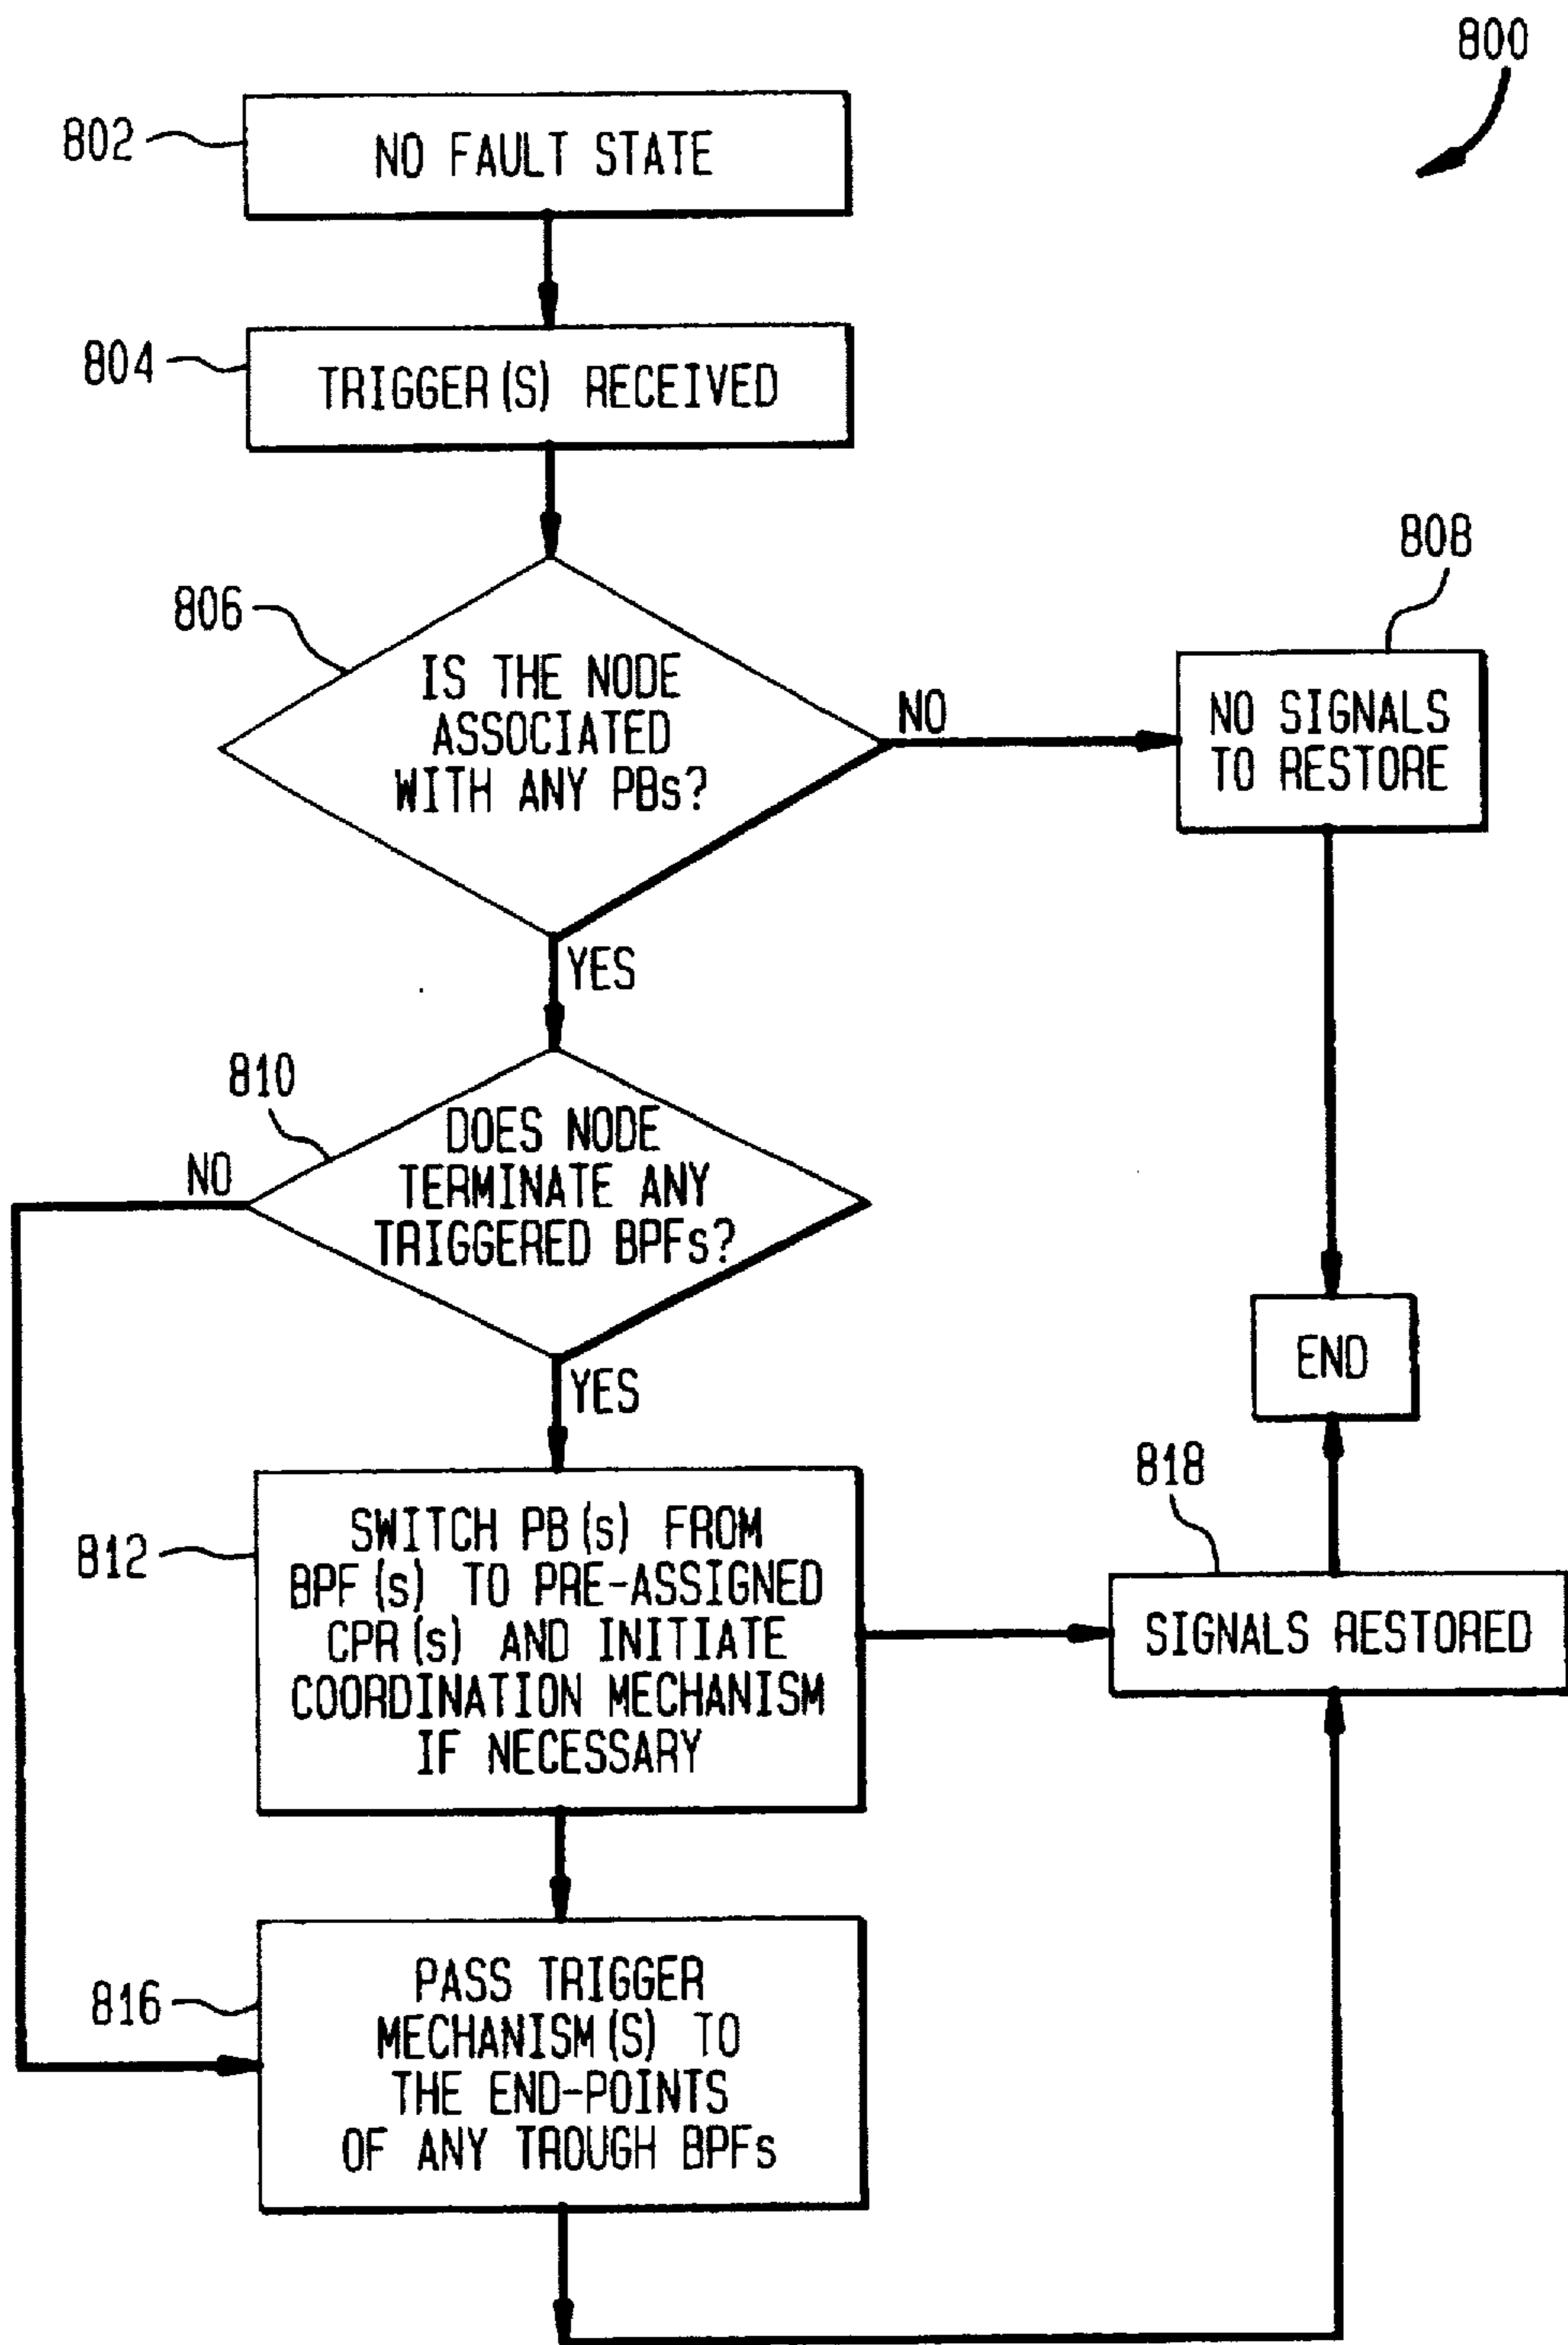 800
802
NO FAULT STATE
804
TRIGGER(S) RECEIVED
806
IS THE NODE
ASSOCIATED
WITH ANY PBs?
NO
808
NO SIGNALS
TO RESTORE
YES
810
DOES NODE
TERMINATE ANY
TRIGGERED BPFs?
NO
YES
END
812
SWITCH PB(s) FROM
BPF(s) TO PRE-ASSIGNED
CPR(s) AND INITIATE
COORDINATION MECHANISM
IF NECESSARY
818
SIGNALS RESTORED
816
PASS TRIGGER
MECHANISM(S) TO
THE END-POINTS
OF ANY TROUGH BPFs